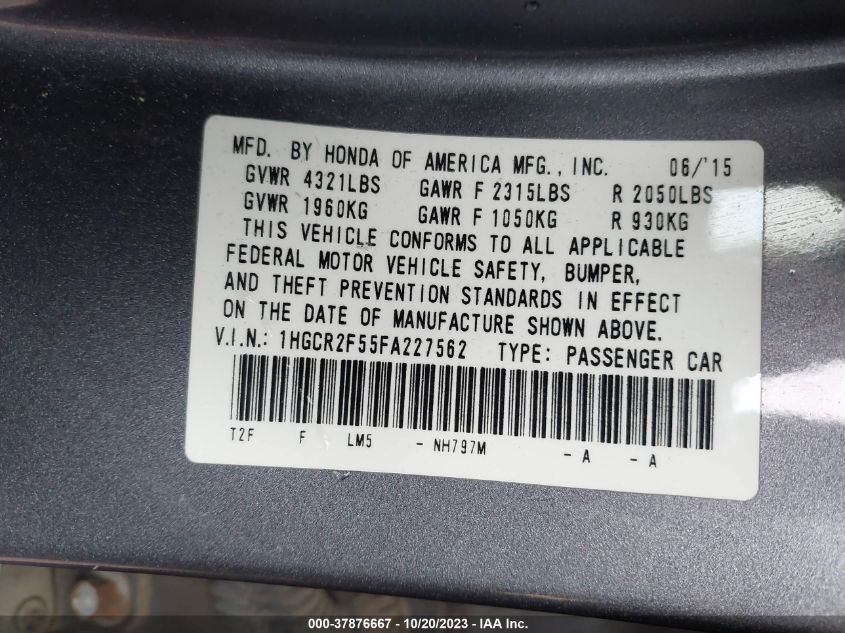 MFD. BY HONDA OF AMERICA MFG., INC. 06/'15
GVWR 4321LBS GAWR F 2315LBS R 2050LBS
GVWR 1960KG GAWR F 1050KG R 930KG
THIS VEHICLE CONFORMS TO ALL APPLICABLE
FEDERAL MOTOR VEHICLE SAFETY, BUMPER,
AND THEFT PREVENTION STANDARDS IN EFFECT
ON THE DATE OF MANUFACTURE SHOWN ABOVE.
V.I.N.: 1HGCR2F55FA227562 TYPE: PASSENGER CAR
T2F F LM5 - NH797M - A - A
000-37876667 - 10/20/2023 - IAA Inc.